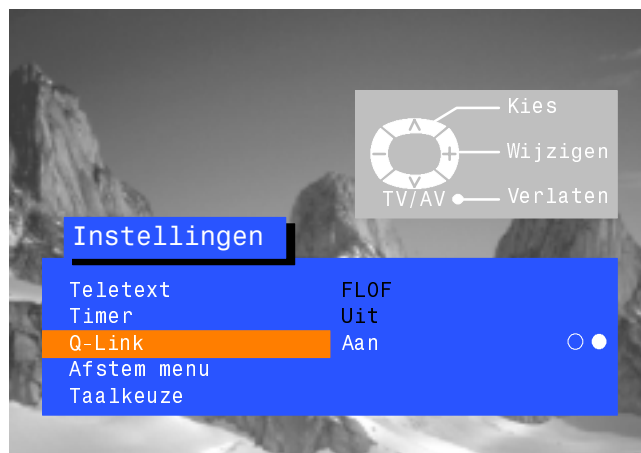 Kies
Wijzigen
TV/AV Verlaten
Instellingen
Teletext FLOF
Timer Uit
Q-Link Aan
Afstem menu
Taalkeuze